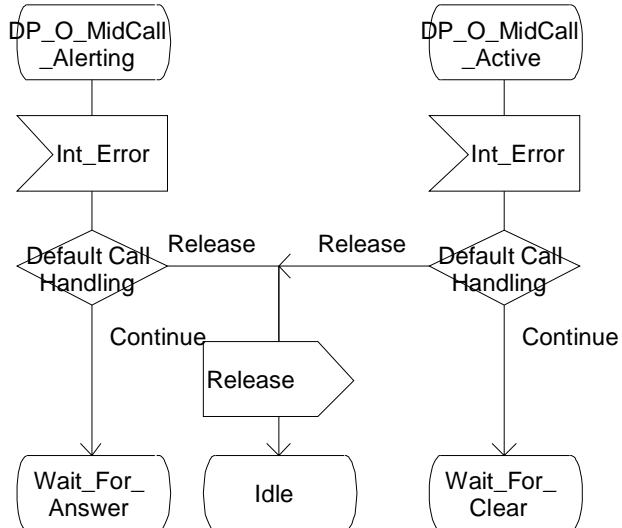 DP_O_MidCall
_Alerting
DP_O_MidCall
_Active
Int_Error
Int_Error
Default Call
Handling
Release
Release
Default Call
Handling
Continue
Continue
Release
Wait_For_
Answer
Idle
Wait_For_
Clear